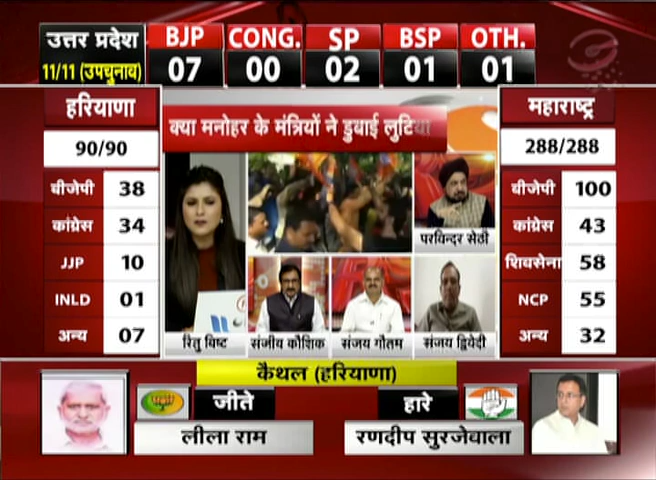 उत्तर प्रदेश
11/11 (उपचुनाव)
BJP
07
CONG.
00
SP
02
BSP
01
OTH.
01
हरियाणा
90/90
बीजेपी 38
कांग्रेस 34
JJP 10
INLD 01
अन्य 07
क्या मनोहर के मंत्रियों ने डुबाई लुटिया
परविन्दर सेठी
रितु बिष्ट
संजीव कौशिक
संजय गौतम
संजय द्विवेदी
महाराष्ट्र
288/288
बीजेपी 100
कांग्रेस 43
शिवसेना 58
NCP 55
अन्य 32
कैथल (हरियाणा)
जीते
लीला राम
हारे
रणदीप सुरजेवाला